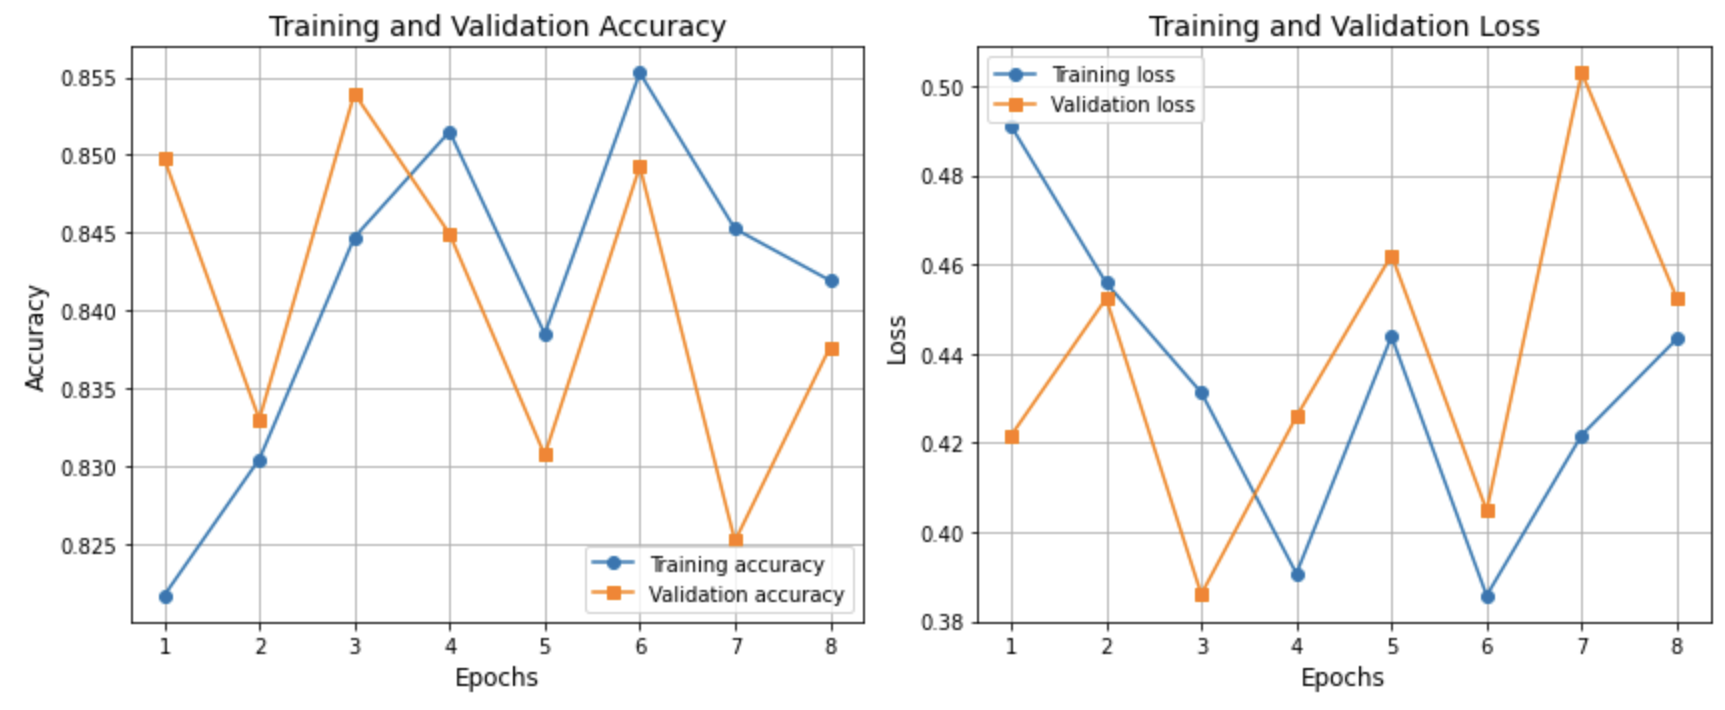 Training and Validation Accuracy
0.855
0.850
0.845
0.840
0.835
0.830
0.825
Accuracy
Training accuracy
Validation accuracy
1 2 3 4 5 6 7 8
Epochs
Training and Validation Loss
Training loss
Validation loss
0.50
0.48
0.46
0.44
0.42
0.40
0.38
Loss
1 2 3 4 5 6 7 8
Epochs